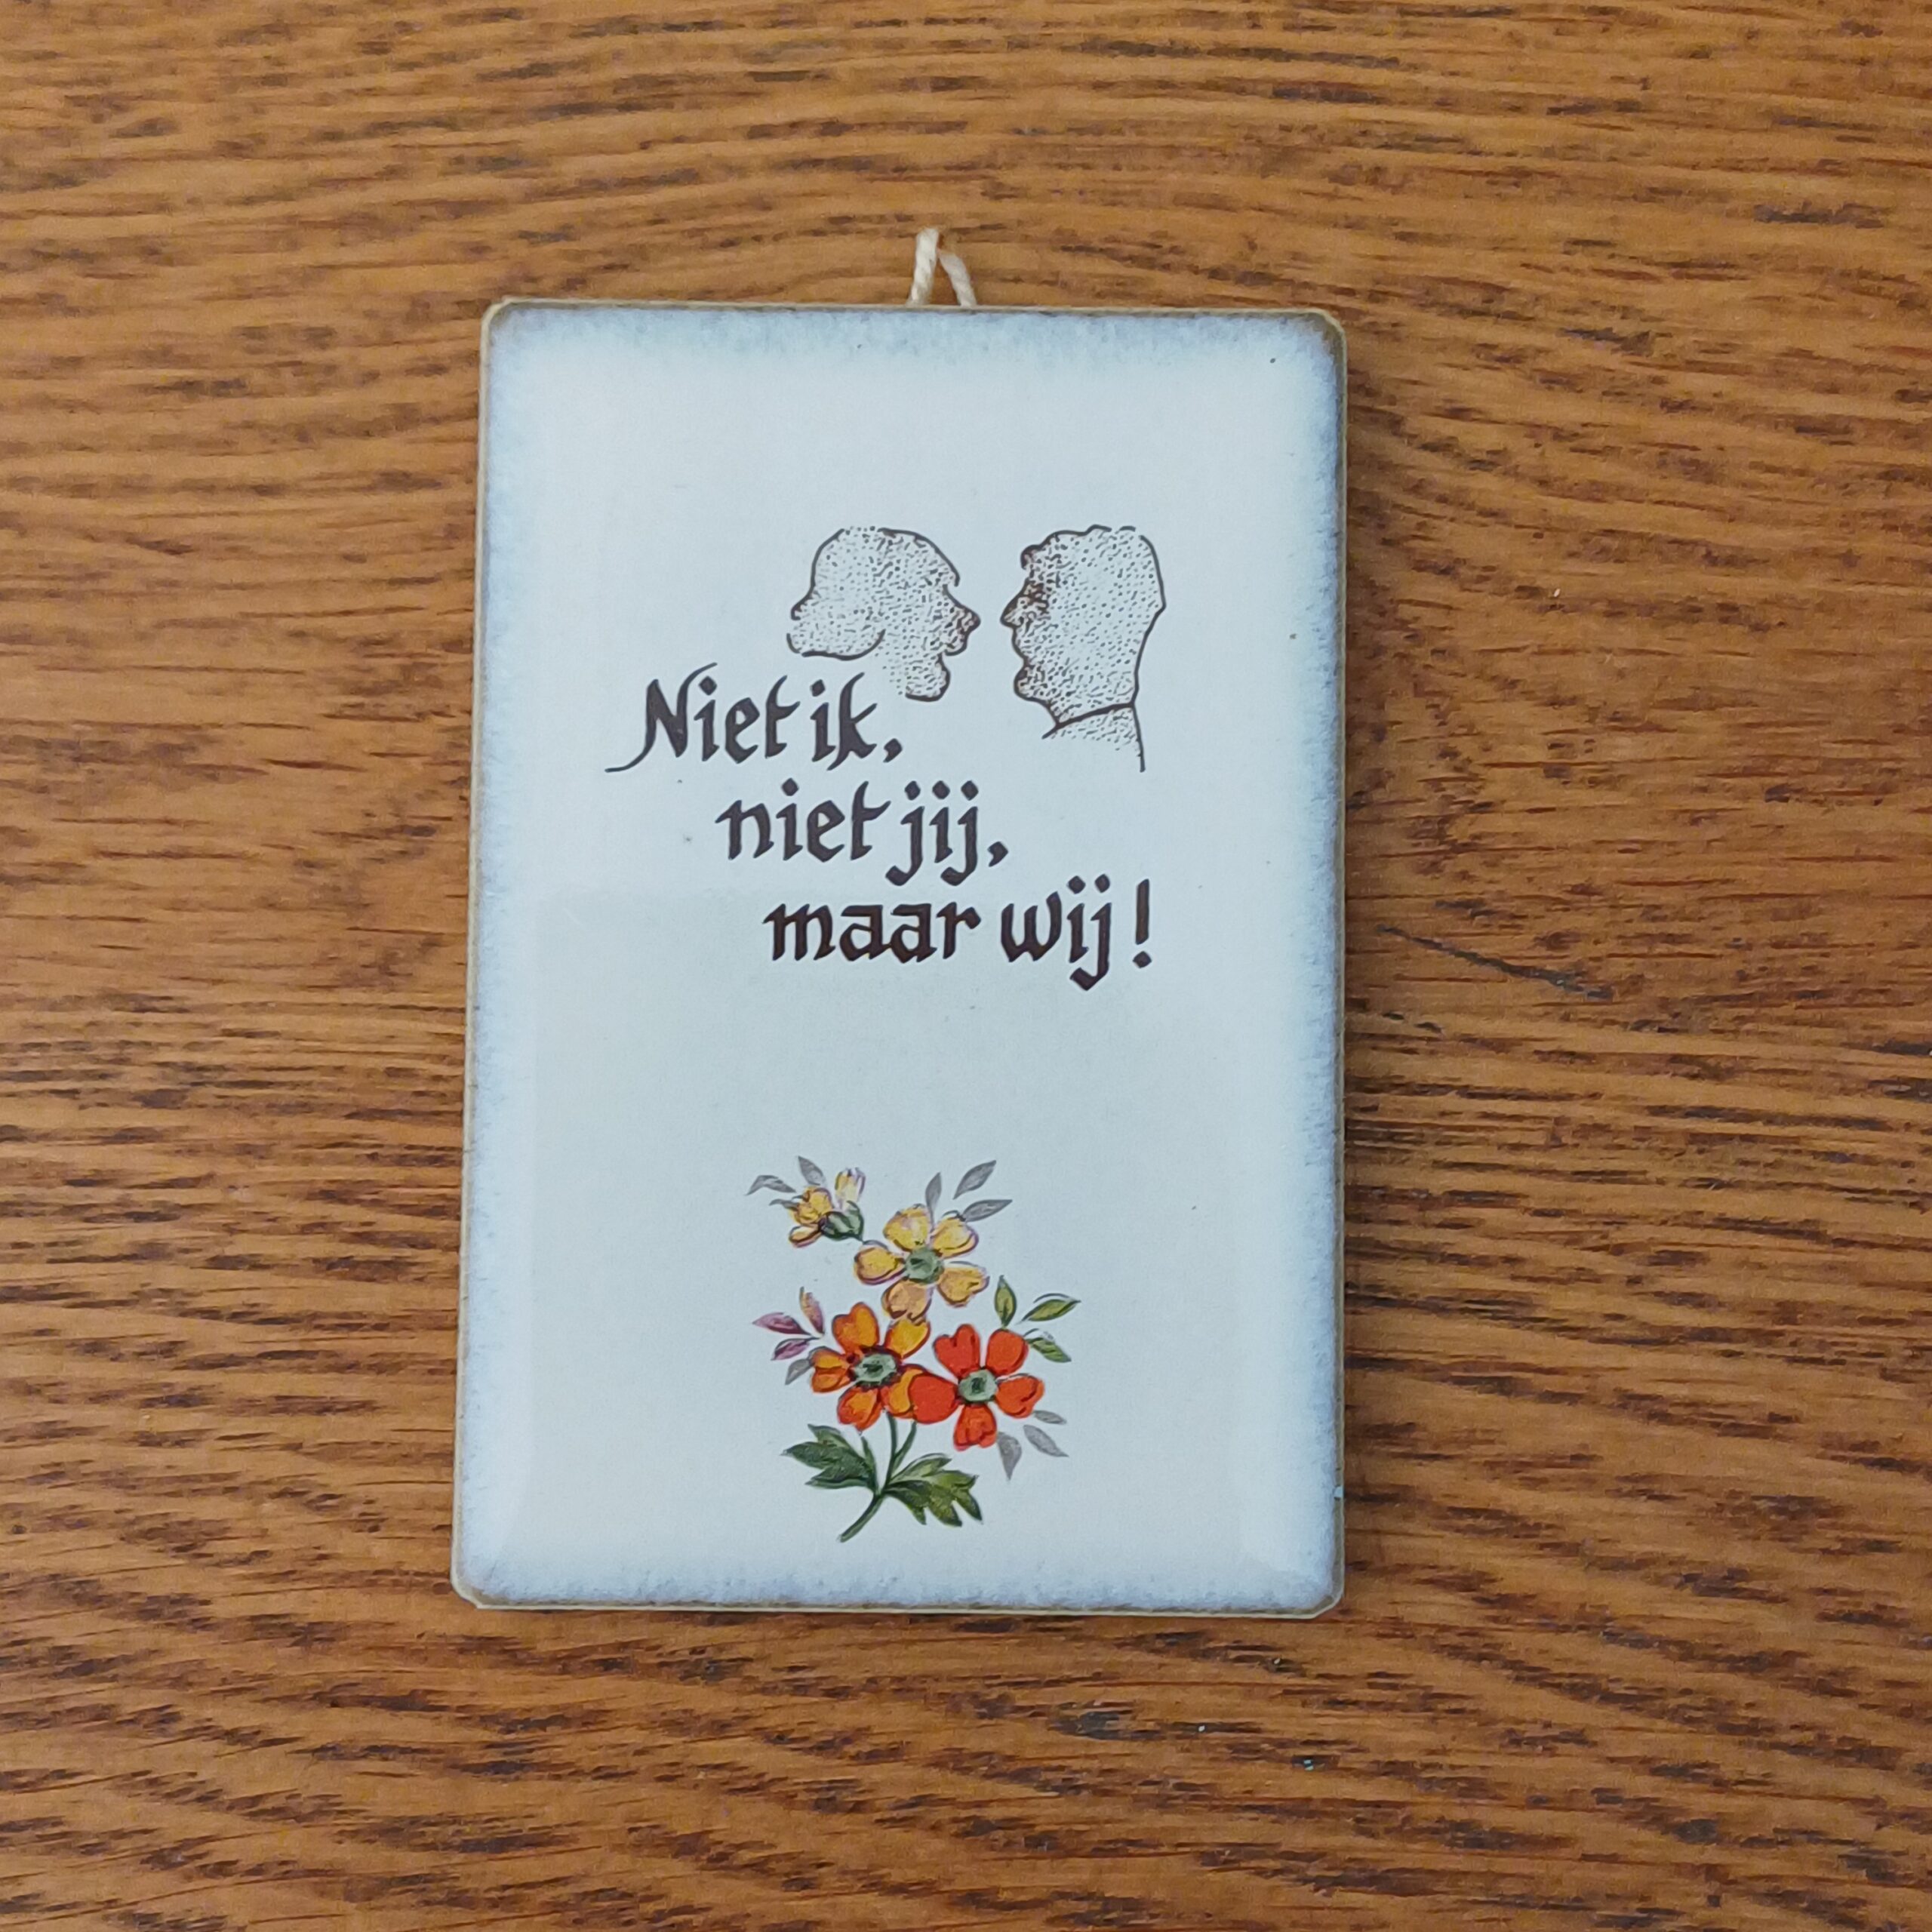 Niet ik,
niet jij,
maar wij!